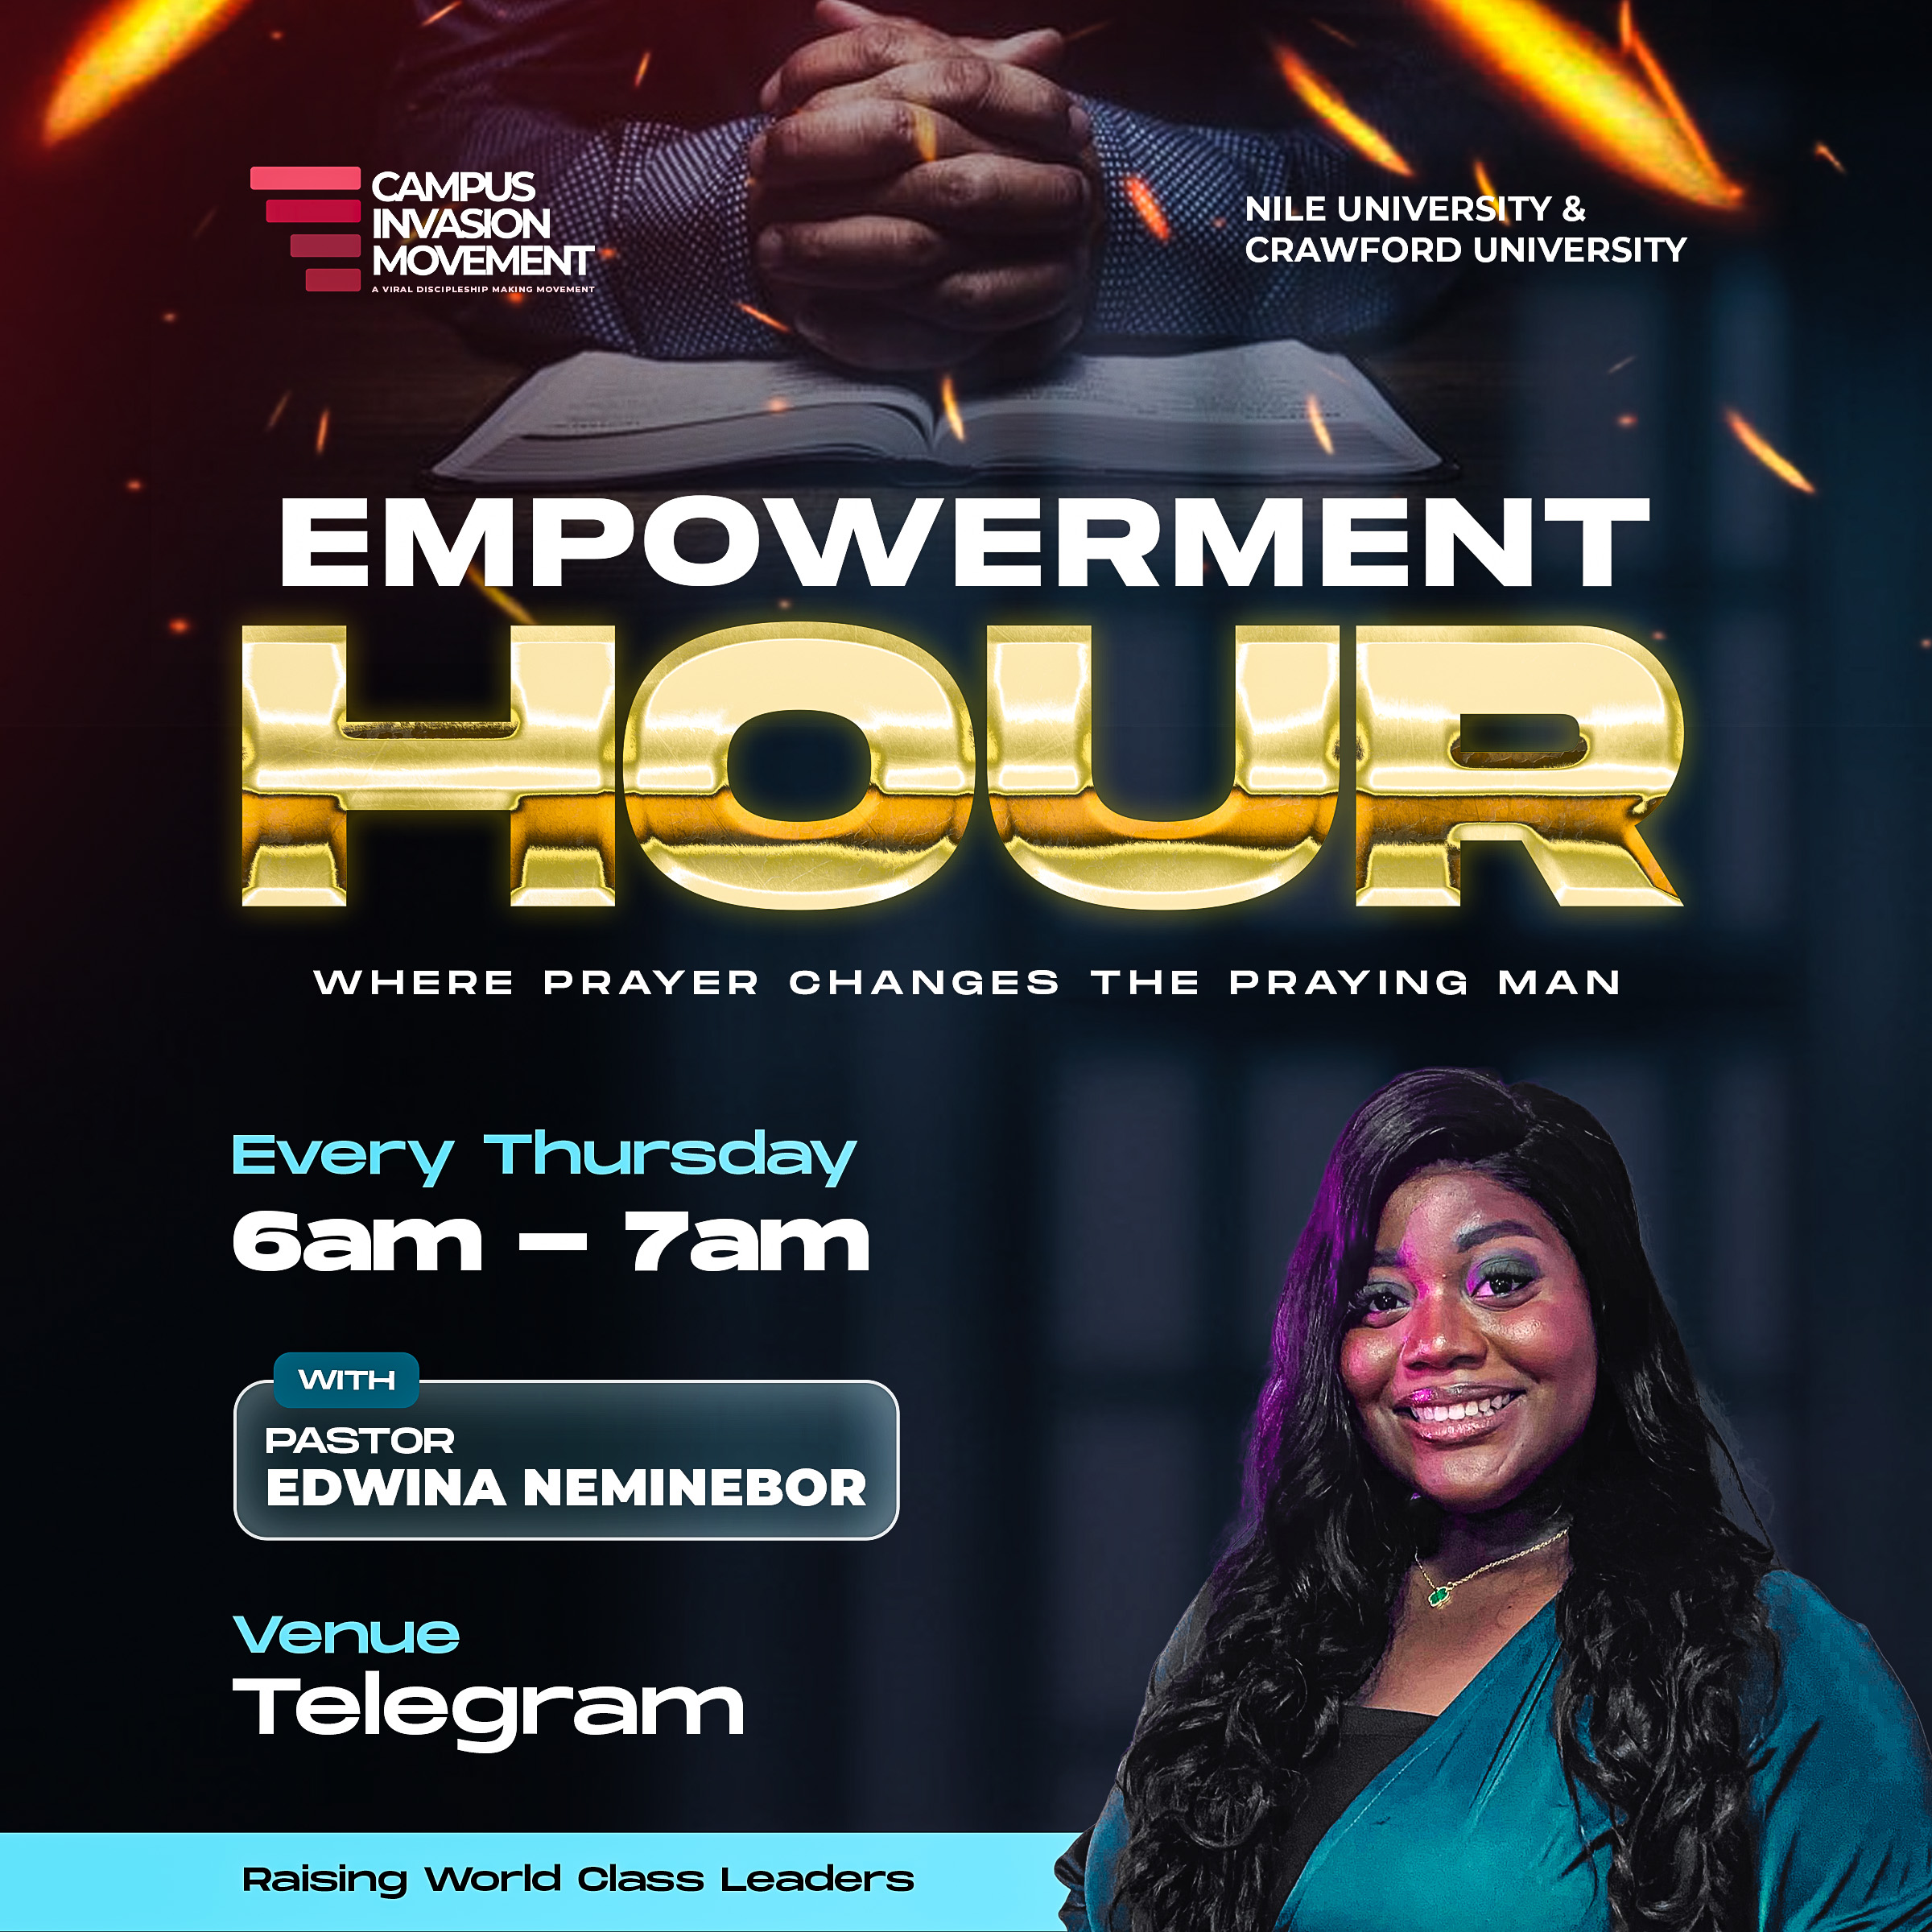 CAMPUS
INVASION
MOVEMENT
A VIRAL DISCIPLESHIP MAKING MOVEMENT
NILE UNIVERSITY &
CRAWFORD UNIVERSITY
EMPOWERMENT
HOUR
WHERE PRAYER CHANGES THE PRAYING MAN
Every Thursday
6am – 7am
WITH
PASTOR
EDWINA NEMINEBOR
Venue
Telegram
Raising World Class Leaders